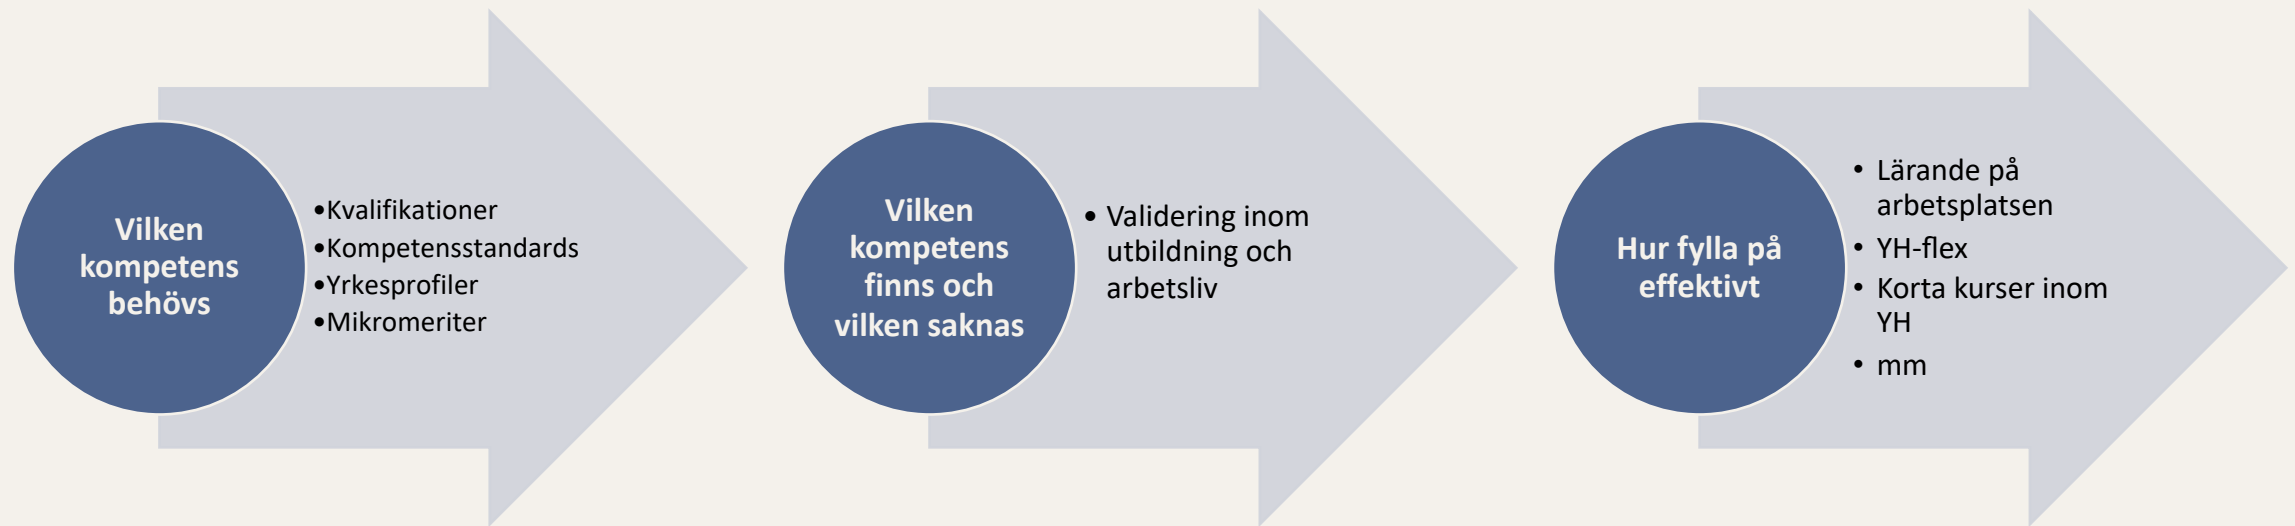 Vilken
kompetens
behövs
•Kvalifikationer
•Kompetensstandards
•Yrkesprofiler
•Mikromeriter
Vilken
kompetens
finns och
vilken saknas
• Validering inom
utbildning och
arbetsliv
Hur fylla på
effektivt
• Lärande på
arbetsplatsen
• YH-flex
• Korta kurser inom
YH
• mm